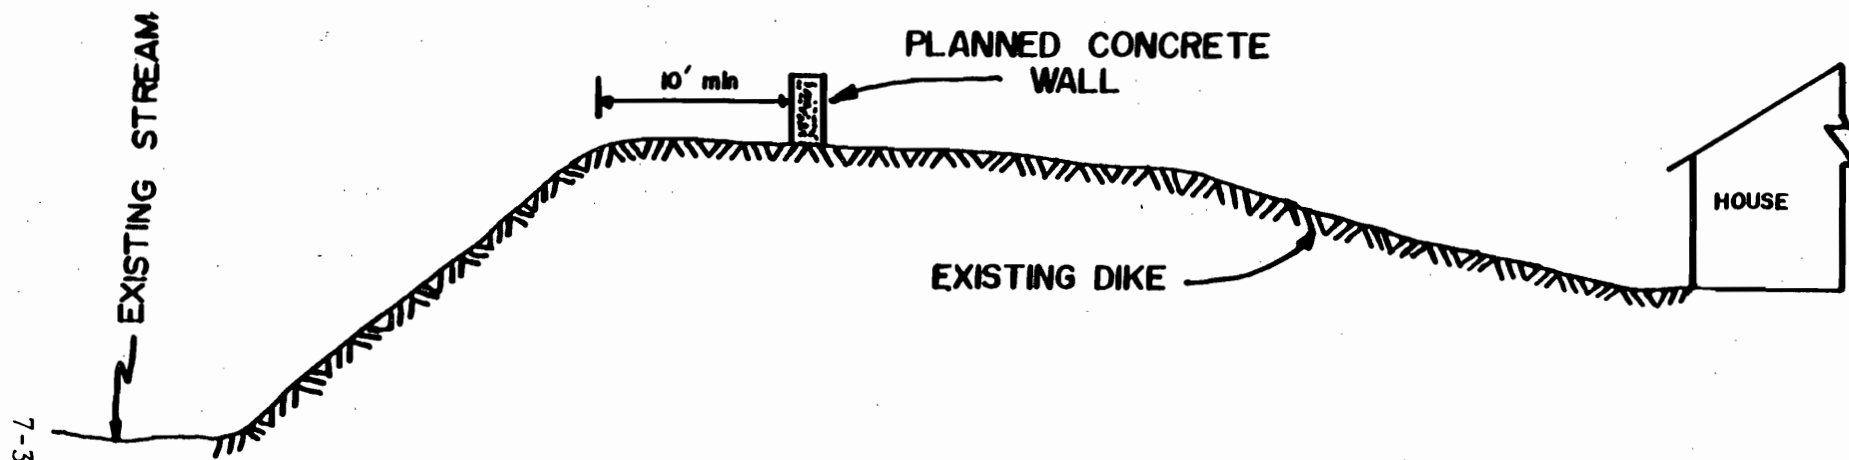 EXISTING STREAM
10' min
PLANNED CONCRETE
WALL
EXISTING DIKE
HOUSE
7-3